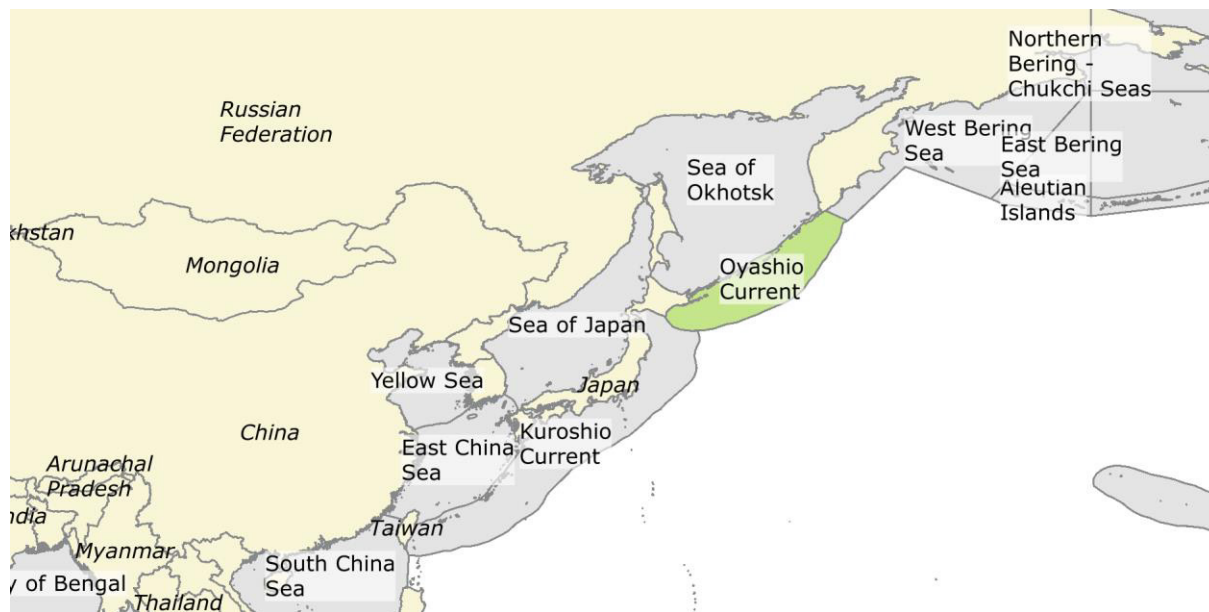 Northern
Bering -
Chukchi Seas
Russian
Federation
West Bering
Sea
East Bering
Sea
Aleutian
Islands
Sea of
Okhotsk
khstan
Mongolia
Oyashio
Current
Sea of Japan
Yellow Sea
Japan
China
Kuroshio
Current
East China
Sea
Arunachal
Pradesh
ndia
Taiwan
Myanmar
South China
Sea
y of Bengal
Thailand